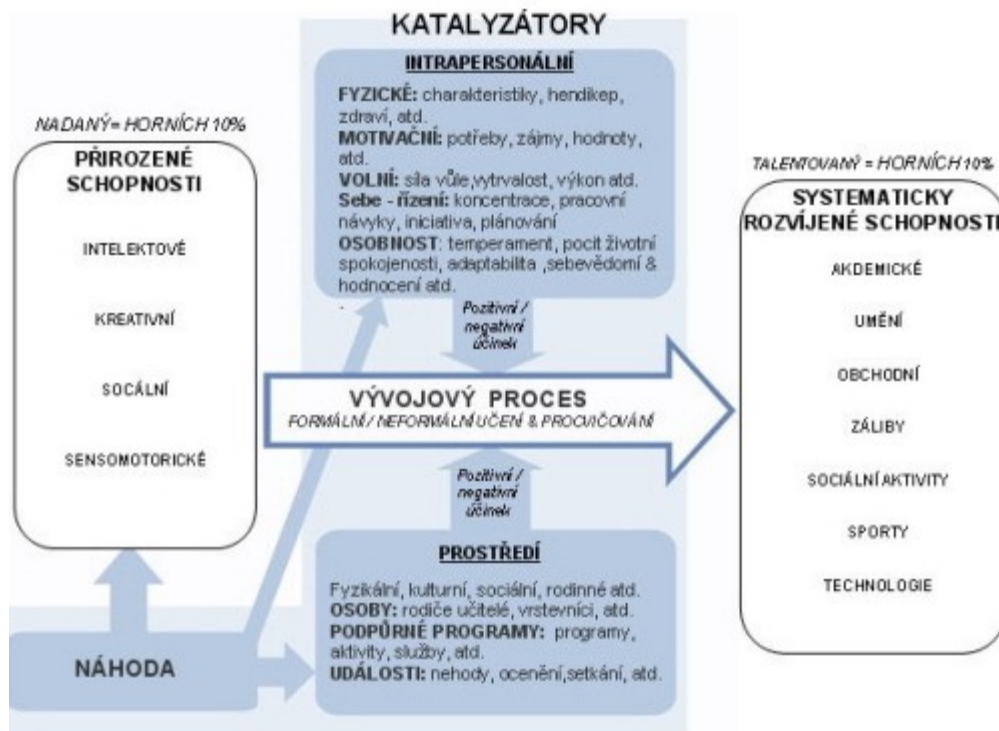 KATALYZÁTORY
INTRAPERSONÁLNÍ
FYZICKÉ: charakteristiky, hendikep,
zdraví, atd.
MOTIVAČNÍ: potřeby, zájmy, hodnoty,
atd.
VOLNÍ: síla vůle,vytrvalost, výkon atd.
Sebe - řízení: koncentrace, pracovní
návyky, iniciativa, plánování
OSOBNOST: temperament, pocit životní
spokojenosti, adaptabilita ,sebevědomí &
hodnocení atd.
.
NADANÝ= HORNÍCH 10%
PŘIROZENÉ
SCHOPNOSTI
INTELEKTOVÉ
KREATIVNÍ
SOCÁLNÍ
SENSOMOTORICKÉ
Pozitivní /
negativní
účinek
VÝVOJOVÝ PROCES
FORMÁLNÍ / NEFORMÁLNÍ UČENÍ & PROCVIČOVÁNÍ
Pozitivní /
negativní
účinek
PROSTŘEDÍ
Fyzikální, kulturní, sociální, rodinné atd.
OSOBY: rodiče učitelé, vrstevníci, atd.
PODPŮRNÉ PROGRAMY: programy,
aktivity, služby, atd.
UDÁLOSTI: nehody, ocenění,setkání, atd.
NÁHODA
TALENTOVANÝ = HORNÍCH 10%
SYSTEMATICKY
ROZVÍJENÉ SCHOPNOSTI
AKDEMICKÉ
UMĚNÍ
OBCHODNÍ
ZÁLIBY
SOCIÁLNÍ AKTIVITY
SPORTY
TECHNOLOGIE